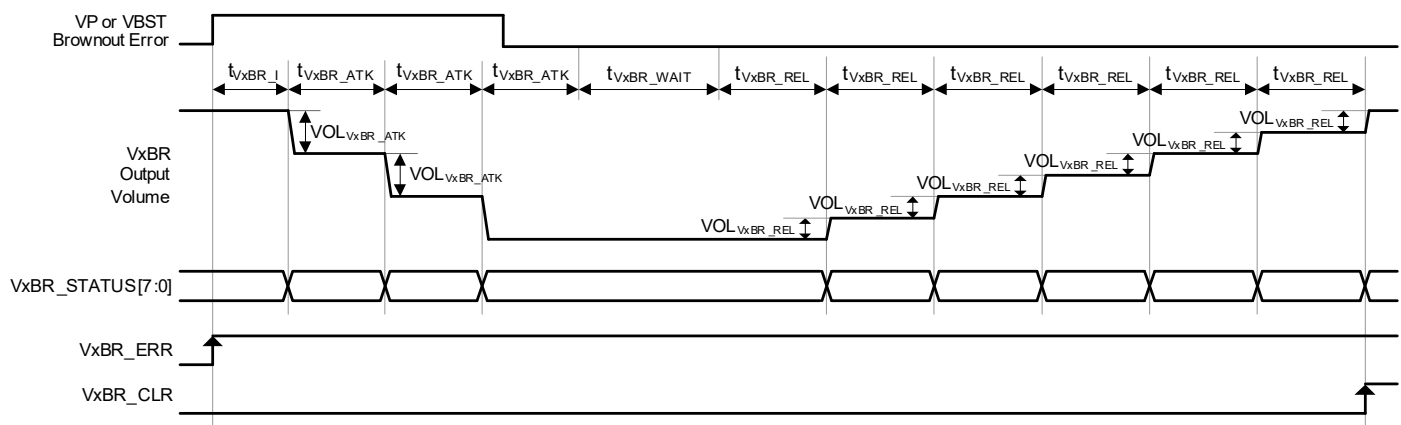 VP or VBST
Brownout Error
tVxBR_I tVxBR_ATK tVxBR_ATK tVxBR_ATK tVxBR_WAIT tVxBR_REL tVxBR_REL tVxBR_REL tVxBR_REL tVxBR_REL tVxBR_REL
VOLVxBR_REL
VOLVxBR_ATK
VOLVxBR_REL
VxBR
Output
Volume
VOLVxBR_REL
VOLVxBR_ATK
VOLVxBR_REL
VOLVxBR_REL
VOLVxBR_REL
VxBR_STATUS[7:0]
VxBR_ERR
VxBR_CLR